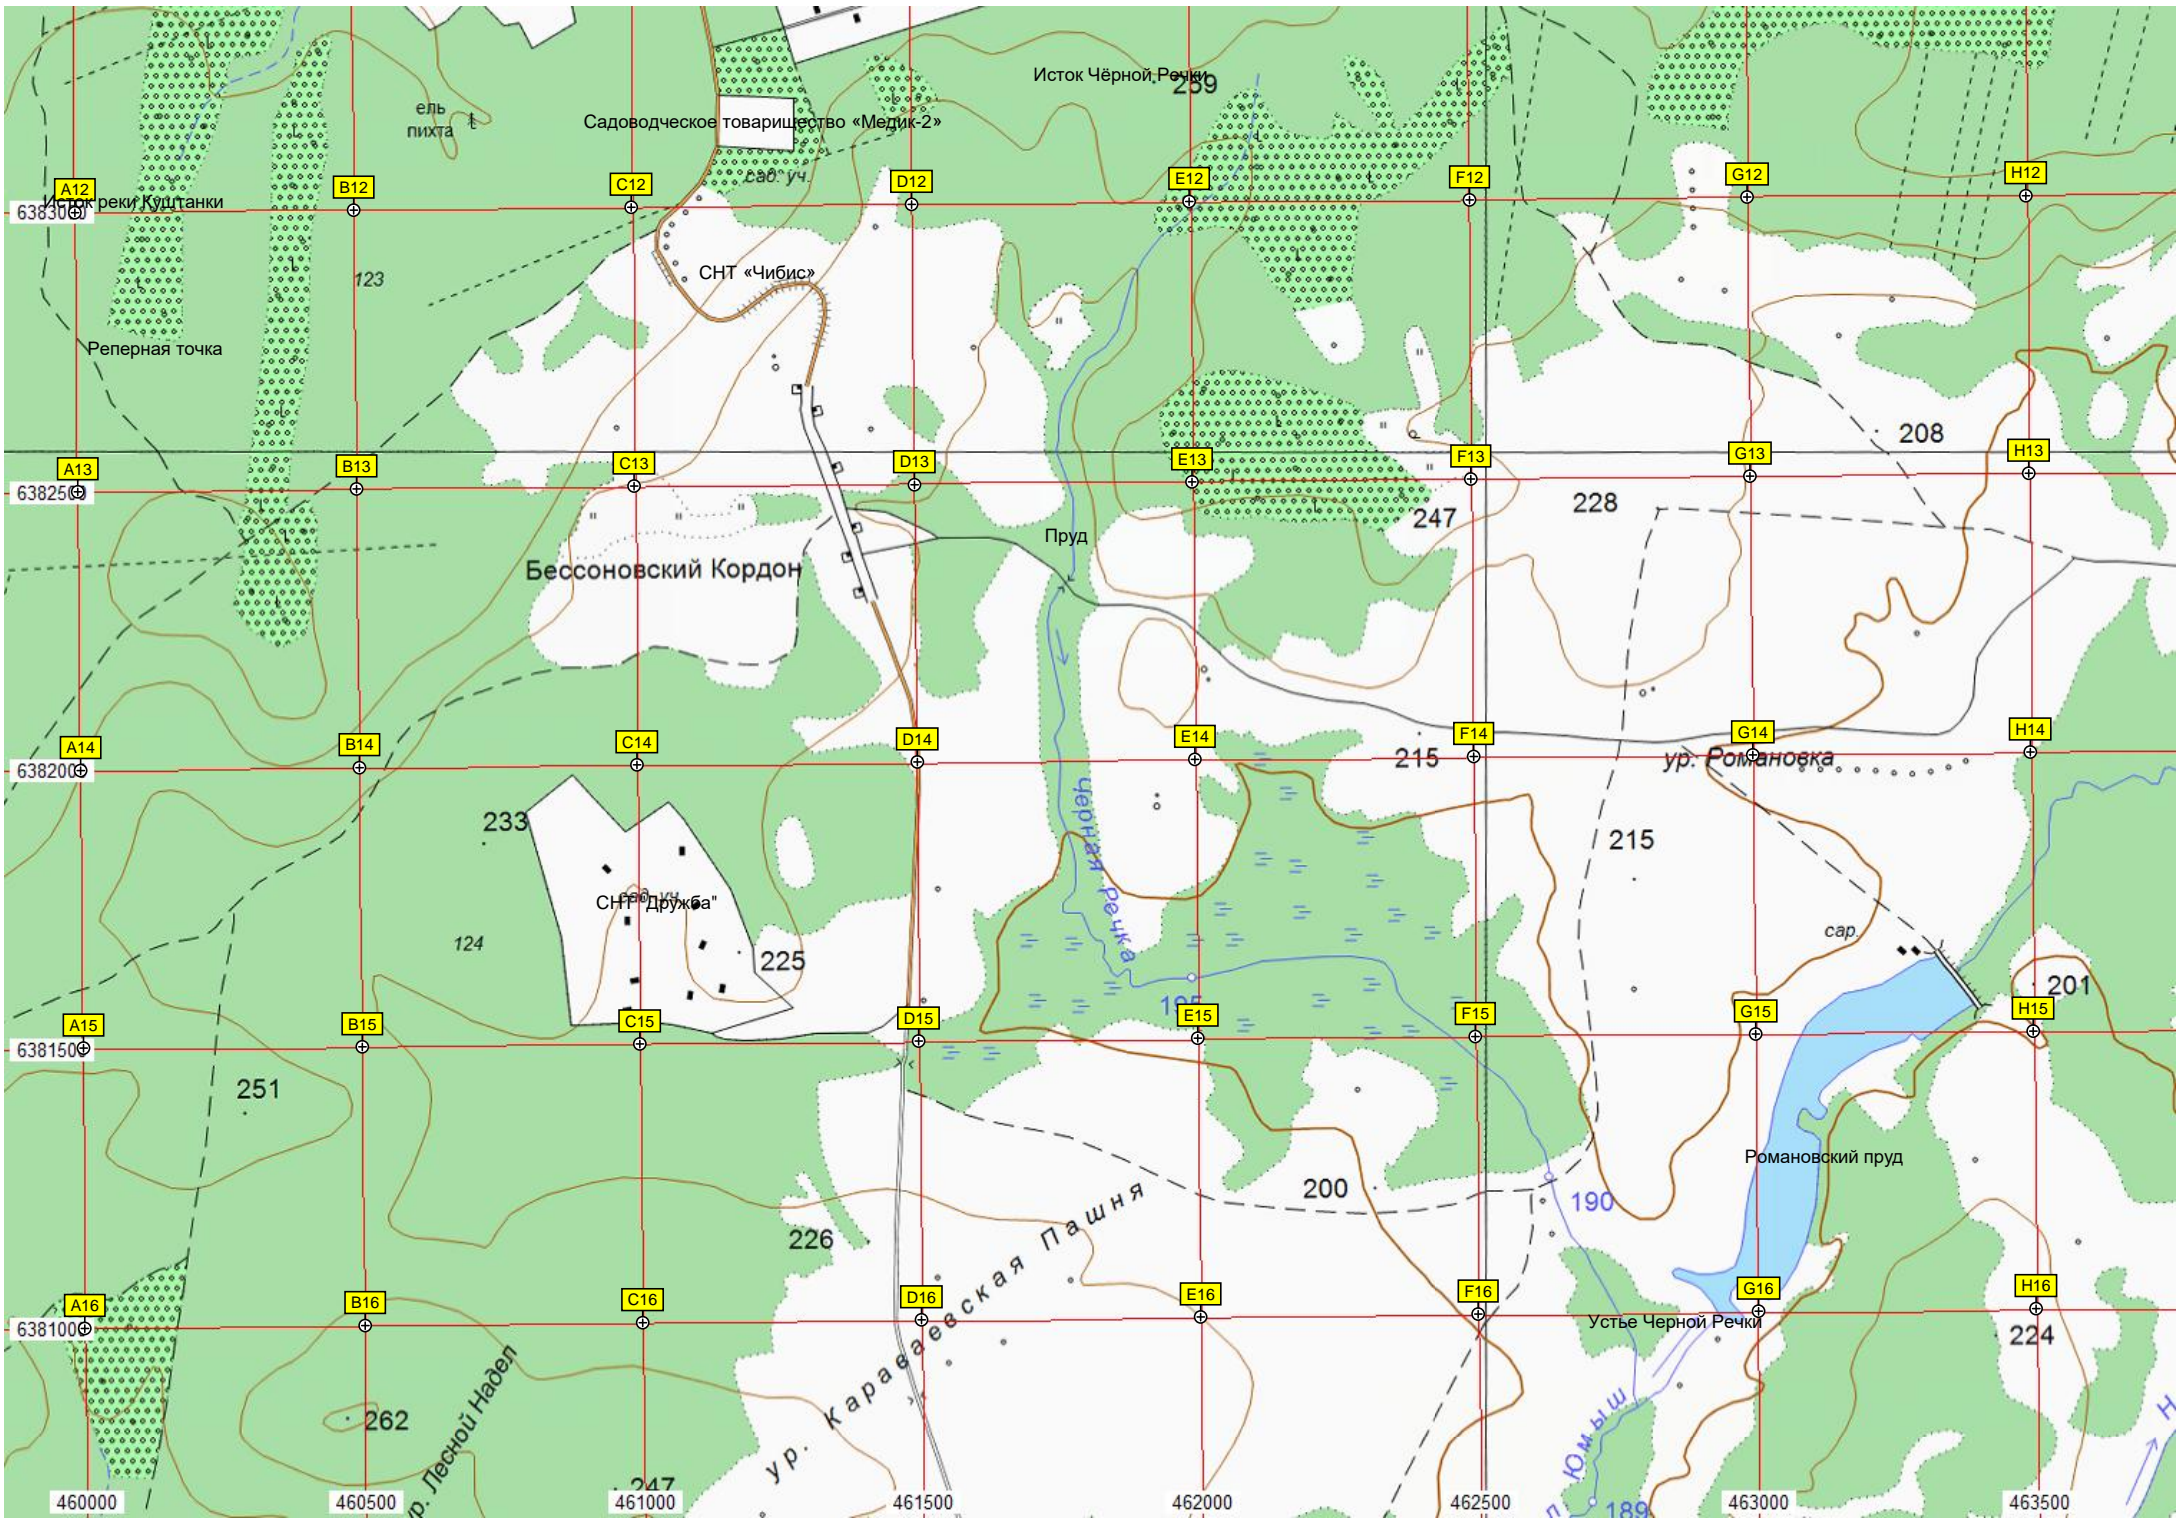 Исток Чёрной Речки
259
ель
пихта
Садоводческое товарищество «Медик-2»
сад. уч.
A12
B12
C12
D12
E12
F12
G12
H12
6383000
Исток реки Куштанки
123
СНТ «Чибис»
Реперная точка
208
A13
B13
C13
D13
E13
F13
G13
H13
6382500
247
228
Пруд
Бессоновский Кордон
A14
B14
C14
D14
E14
F14
G14
H14
6382000
215
ур. Романовка
233
Черная Речка
215
сад. уч.
СНТ "Дружба"
124
225
сар.
201
195
A15
B15
C15
D15
E15
F15
G15
H15
6381500
251
Романовский пруд
200
190
226
ур. Караваевская Пашня
A16
B16
C16
D16
E16
F16
G16
H16
6381000
Устье Черной Речки
224
262
ур. Лесной Надел
Юмыш
247
189
460000
460500
461000
461500
462000
462500
463000
463500